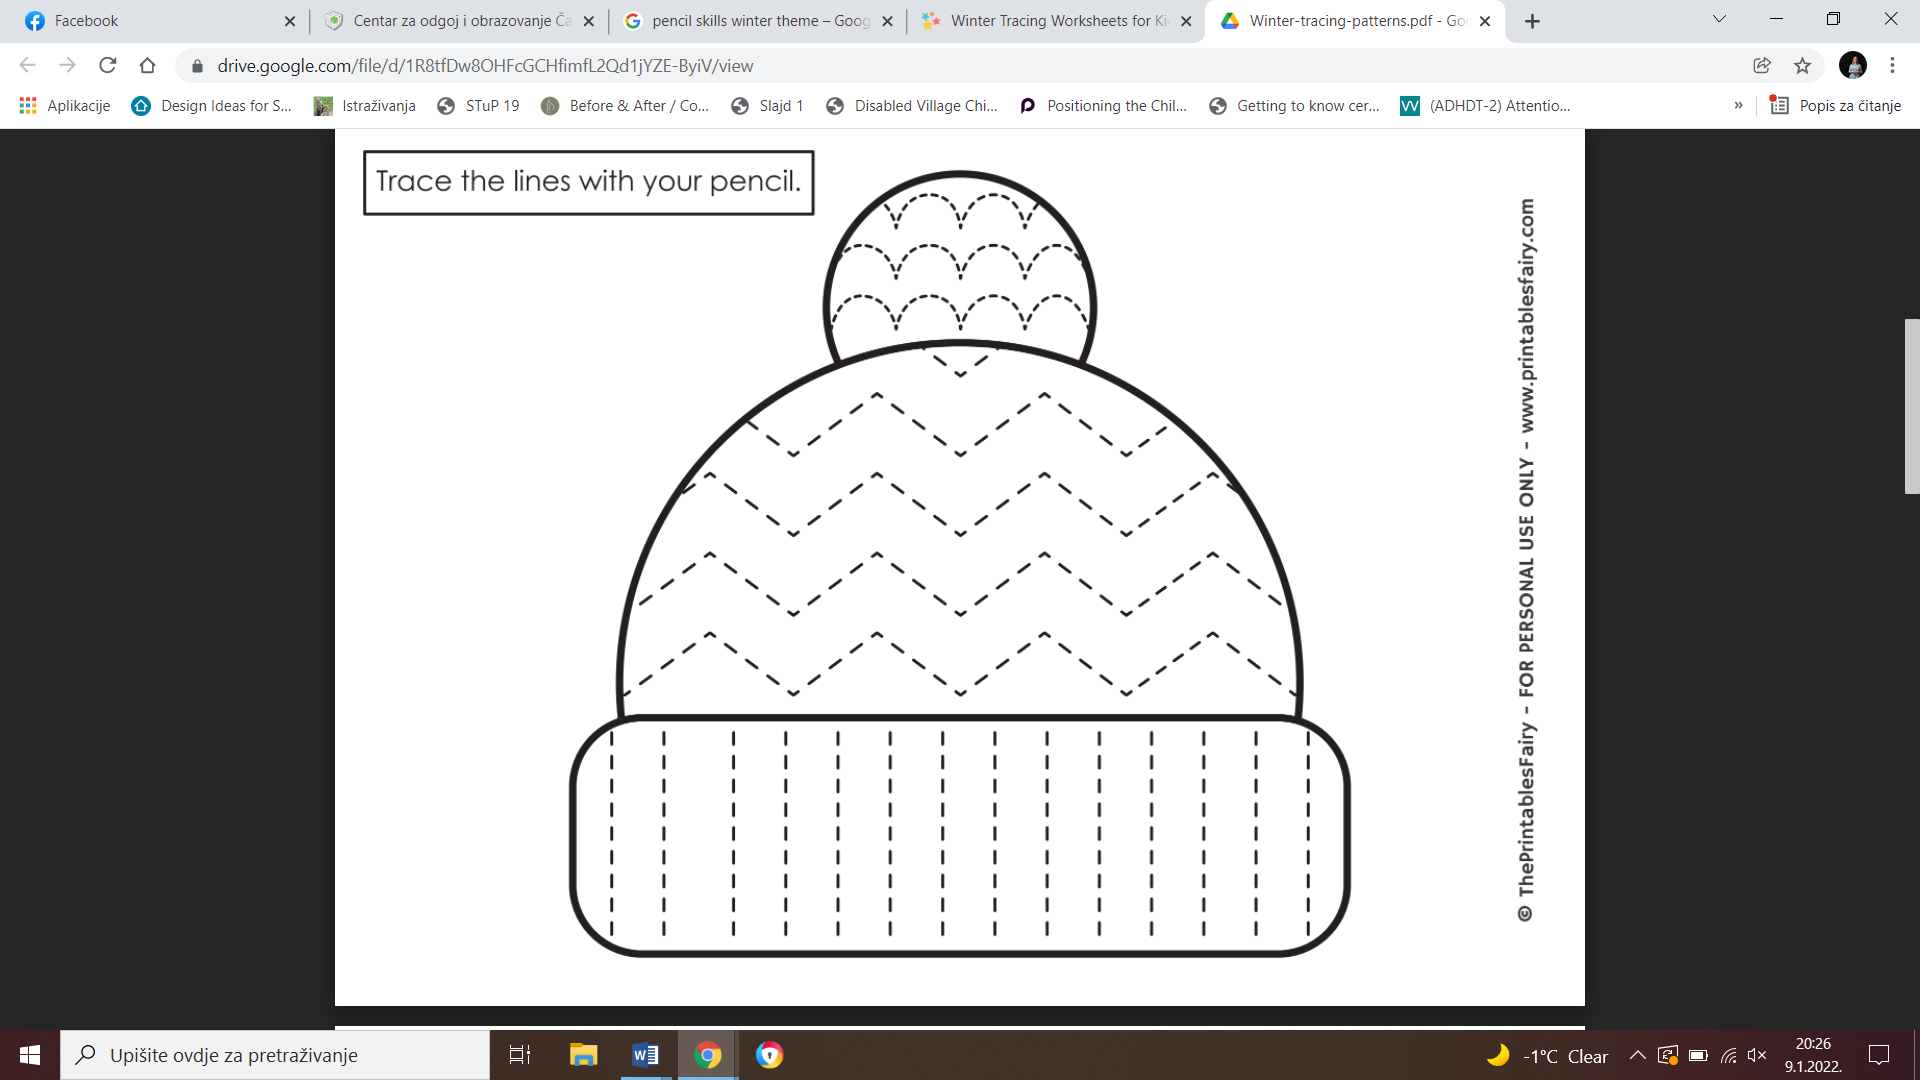 Facebook
Centar za odgoj i obrazovanje Ča
pencil skills winter theme – Goog
Winter Tracing Worksheets for Ki
Winter-tracing-patterns.pdf - Go
drive.google.com/file/d/1R8tfDw8OHFcGCHfimfL2Qd1jYZE-ByiV/view
Aplikacije
Design Ideas for S...
Istraživanja
STuP 19
Before & After / Co...
Slajd 1
Disabled Village Chi...
Positioning the Chil...
Getting to know cer...
(ADHDT-2) Attentio...
»
Popis za čitanje
Trace the lines with your pencil.
© ThePrintablesFairy - FOR PERSONAL USE ONLY - www.printablesfairy.com
Upišite ovdje za pretraživanje
-1°C Clear
20:26
9.1.2022.